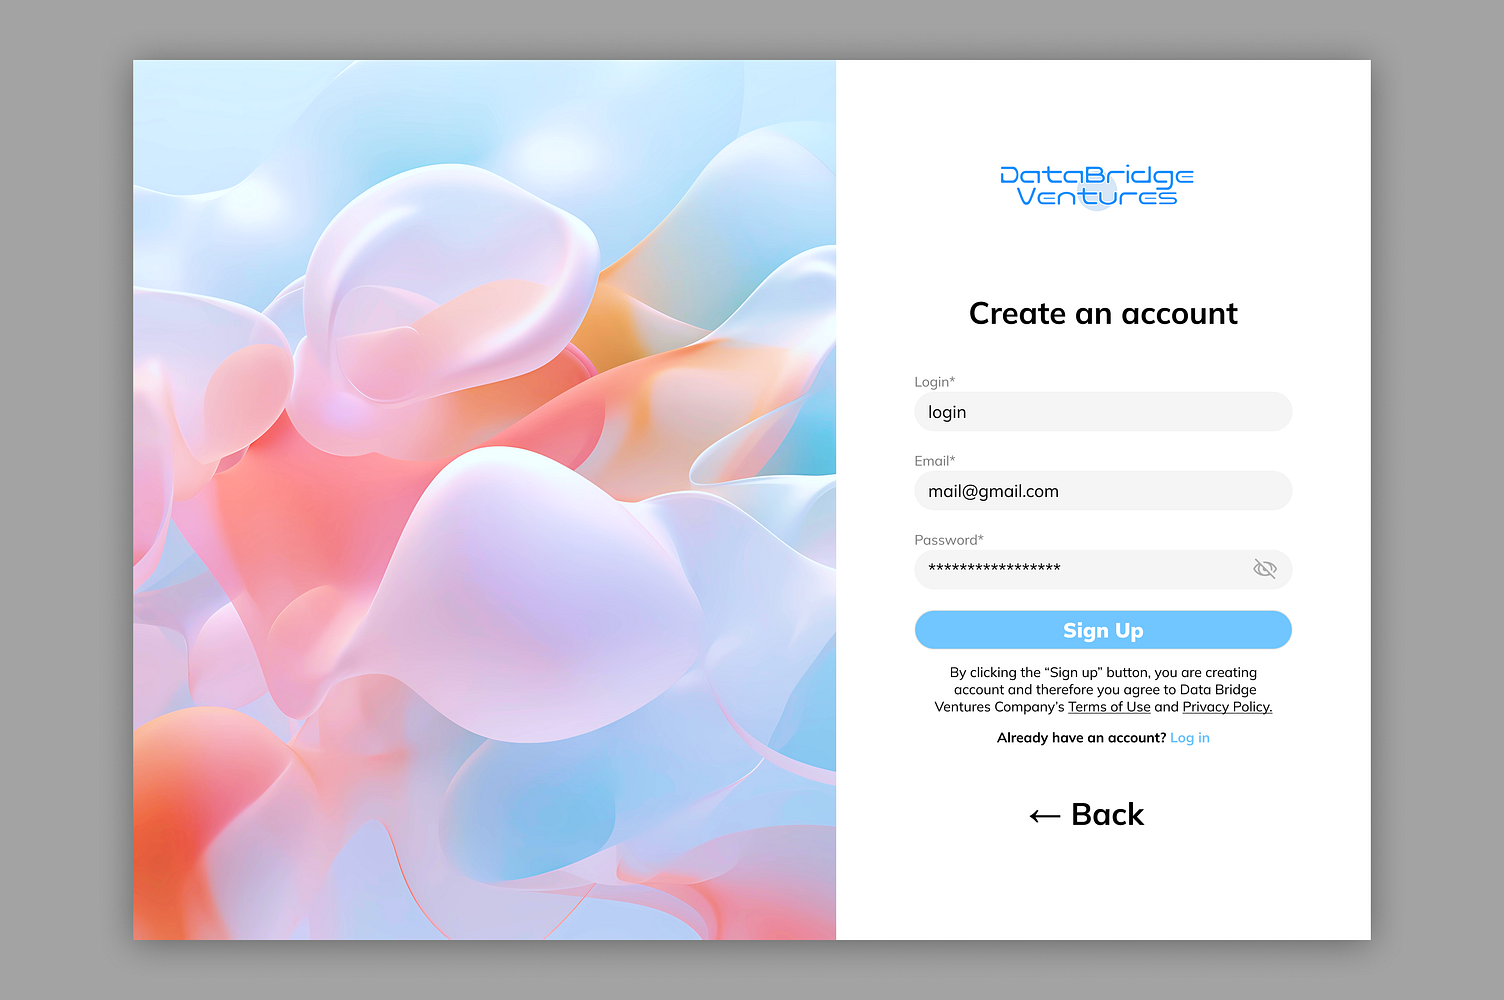 DataBridge
Ventures
Create an account
Login*
login
Email*
mail@gmail.com
Password*
*****************
Sign Up
By clicking the “Sign up” button, you are creating
account and therefore you agree to Data Bridge
Ventures Company’s Terms of Use and Privacy Policy.
Already have an account? Log in
← Back